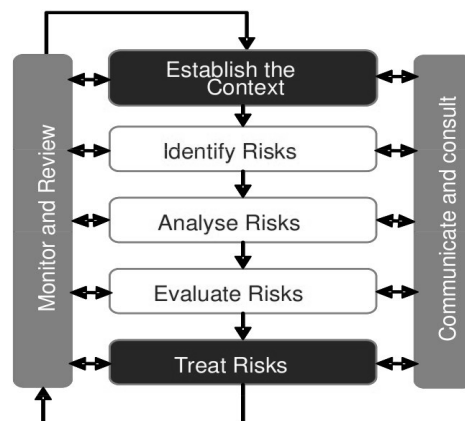 Establish the
Context
Identify Risks
Analyse Risks
Evaluate Risks
Treat Risks
Monitor and Review
Communicate and consult